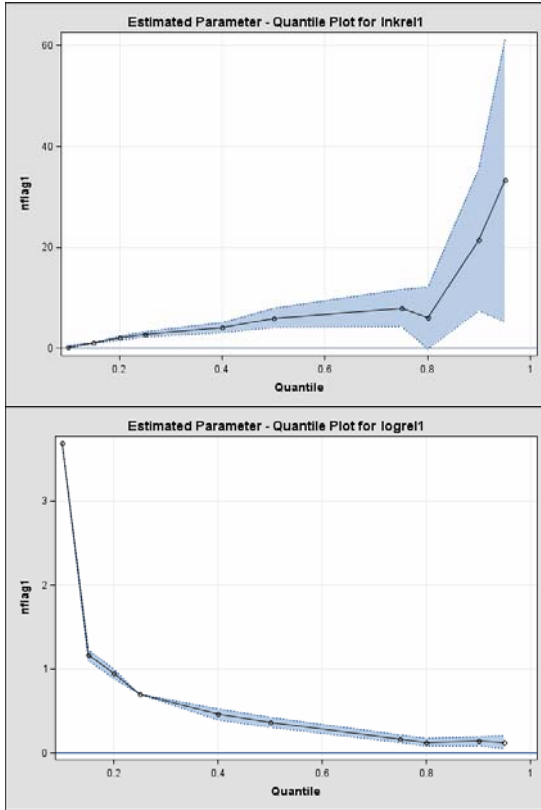 Estimated Parameter - Quantile Plot for lnkrel1
60
40
20
0
nflag1
0.2 0.4 0.6 0.8 1
Quantile
Estimated Parameter - Quantile Plot for logrel1
3
2
1
0
nflag1
0.2 0.4 0.6 0.8 1
Quantile